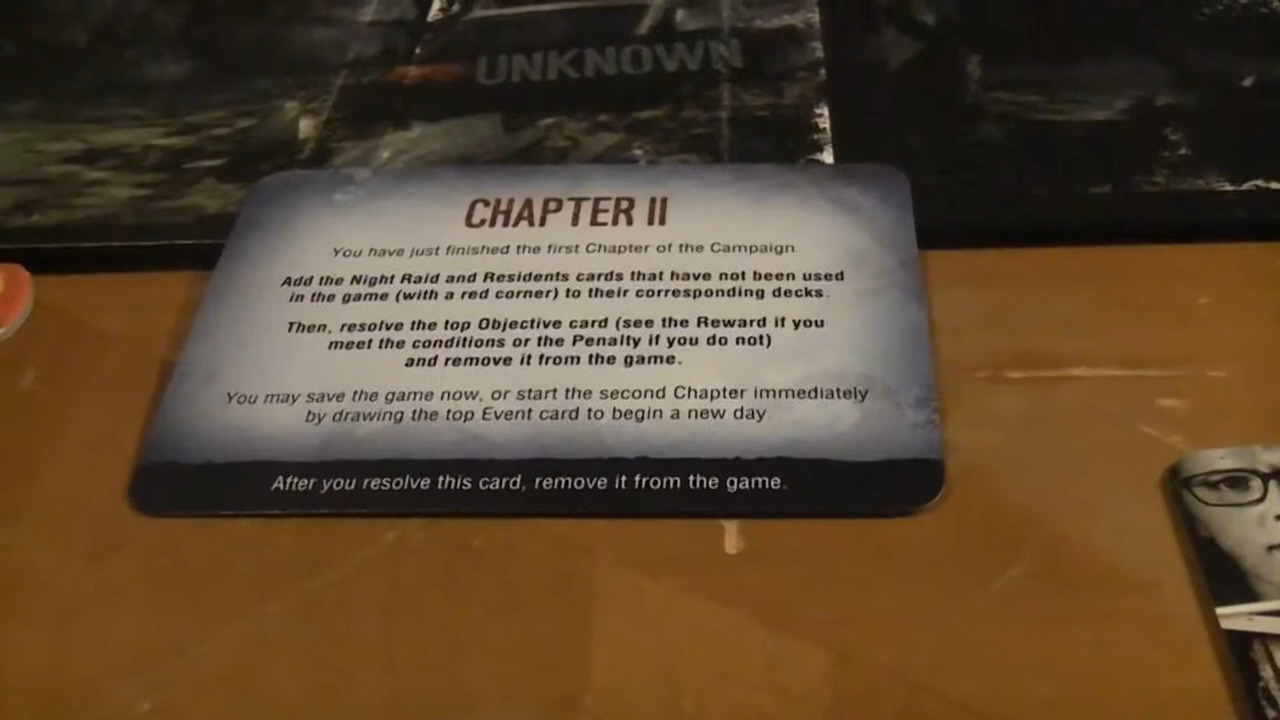 UNKNOWN
CHAPTER II
You have just finished the first Chapter of the Campaign.
Add the Night Raid and Residents cards that have not been used
in the game (with a red corner) to their corresponding decks.
Then, resolve the top Objective card (see the Reward if you
meet the conditions or the Penalty if you do not)
and remove it from the game.
You may save the game now, or start the second Chapter immediately
by drawing the top Event card to begin a new day
After you resolve this card, remove it from the game.